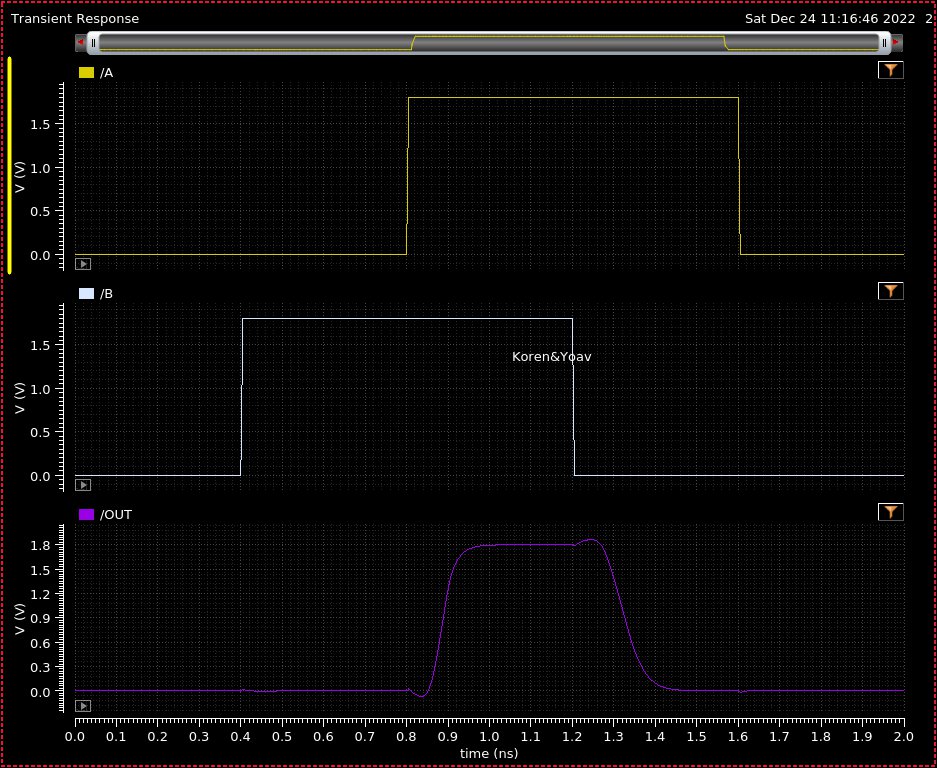 Transient Response
Sat Dec 24 11:16:46 2022 2
/A
V (V)
1.5
1.0
0.5
0.0
/B
V (V)
1.5
1.0
0.5
0.0
Koren&Yoav
/OUT
V (V)
1.8
1.5
1.2
0.9
0.6
0.3
0.0
0.0 0.1 0.2 0.3 0.4 0.5 0.6 0.7 0.8 0.9 1.0 1.1 1.2 1.3 1.4 1.5 1.6 1.7 1.8 1.9 2.0
time (ns)